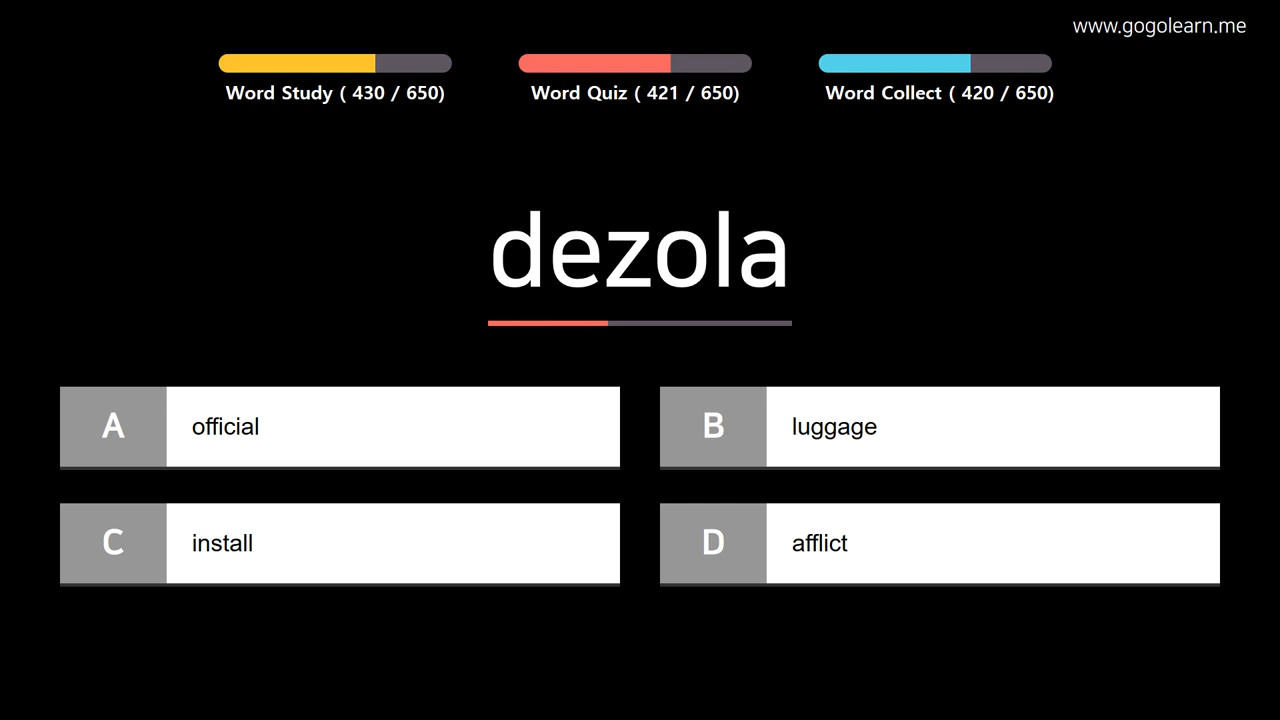 www.gogolearn.me
Word Study ( 430 / 650)
Word Quiz ( 421 / 650)
Word Collect ( 420 / 650)
dezola
A official
B luggage
C install
D afflict